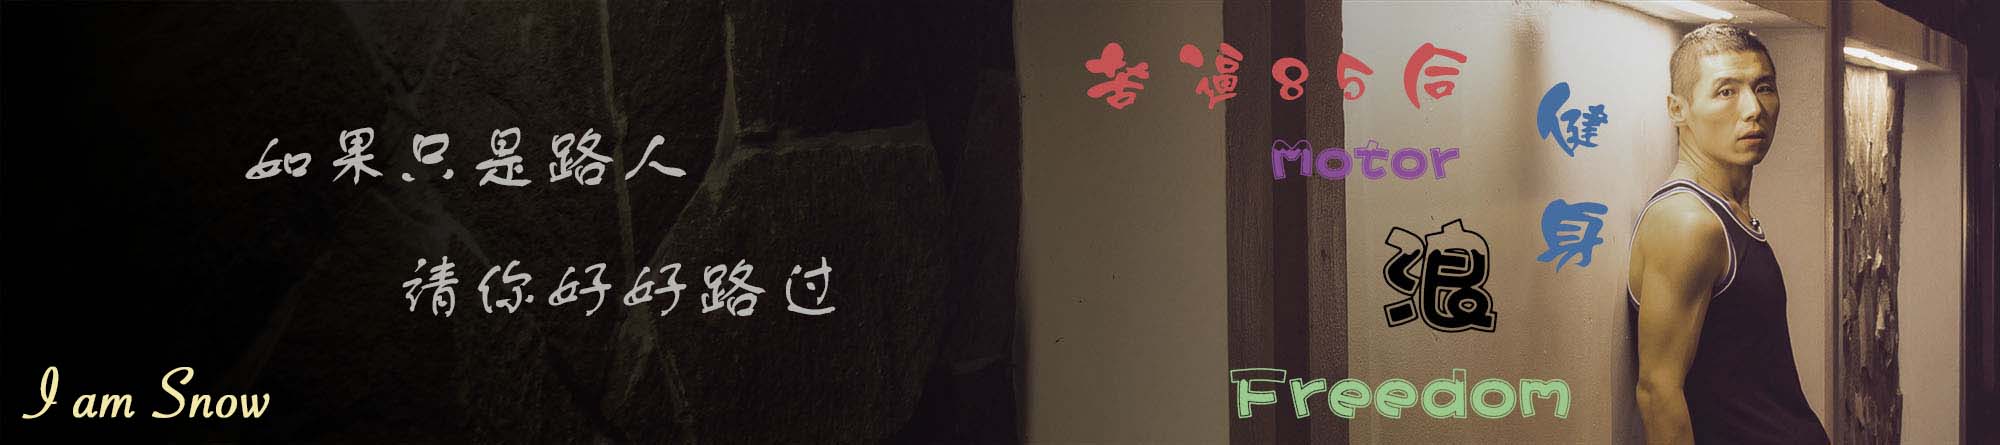 如果只是路人
请你好好路过
I am Snow
苦逼85后
Motor
健身
浪
Freedom